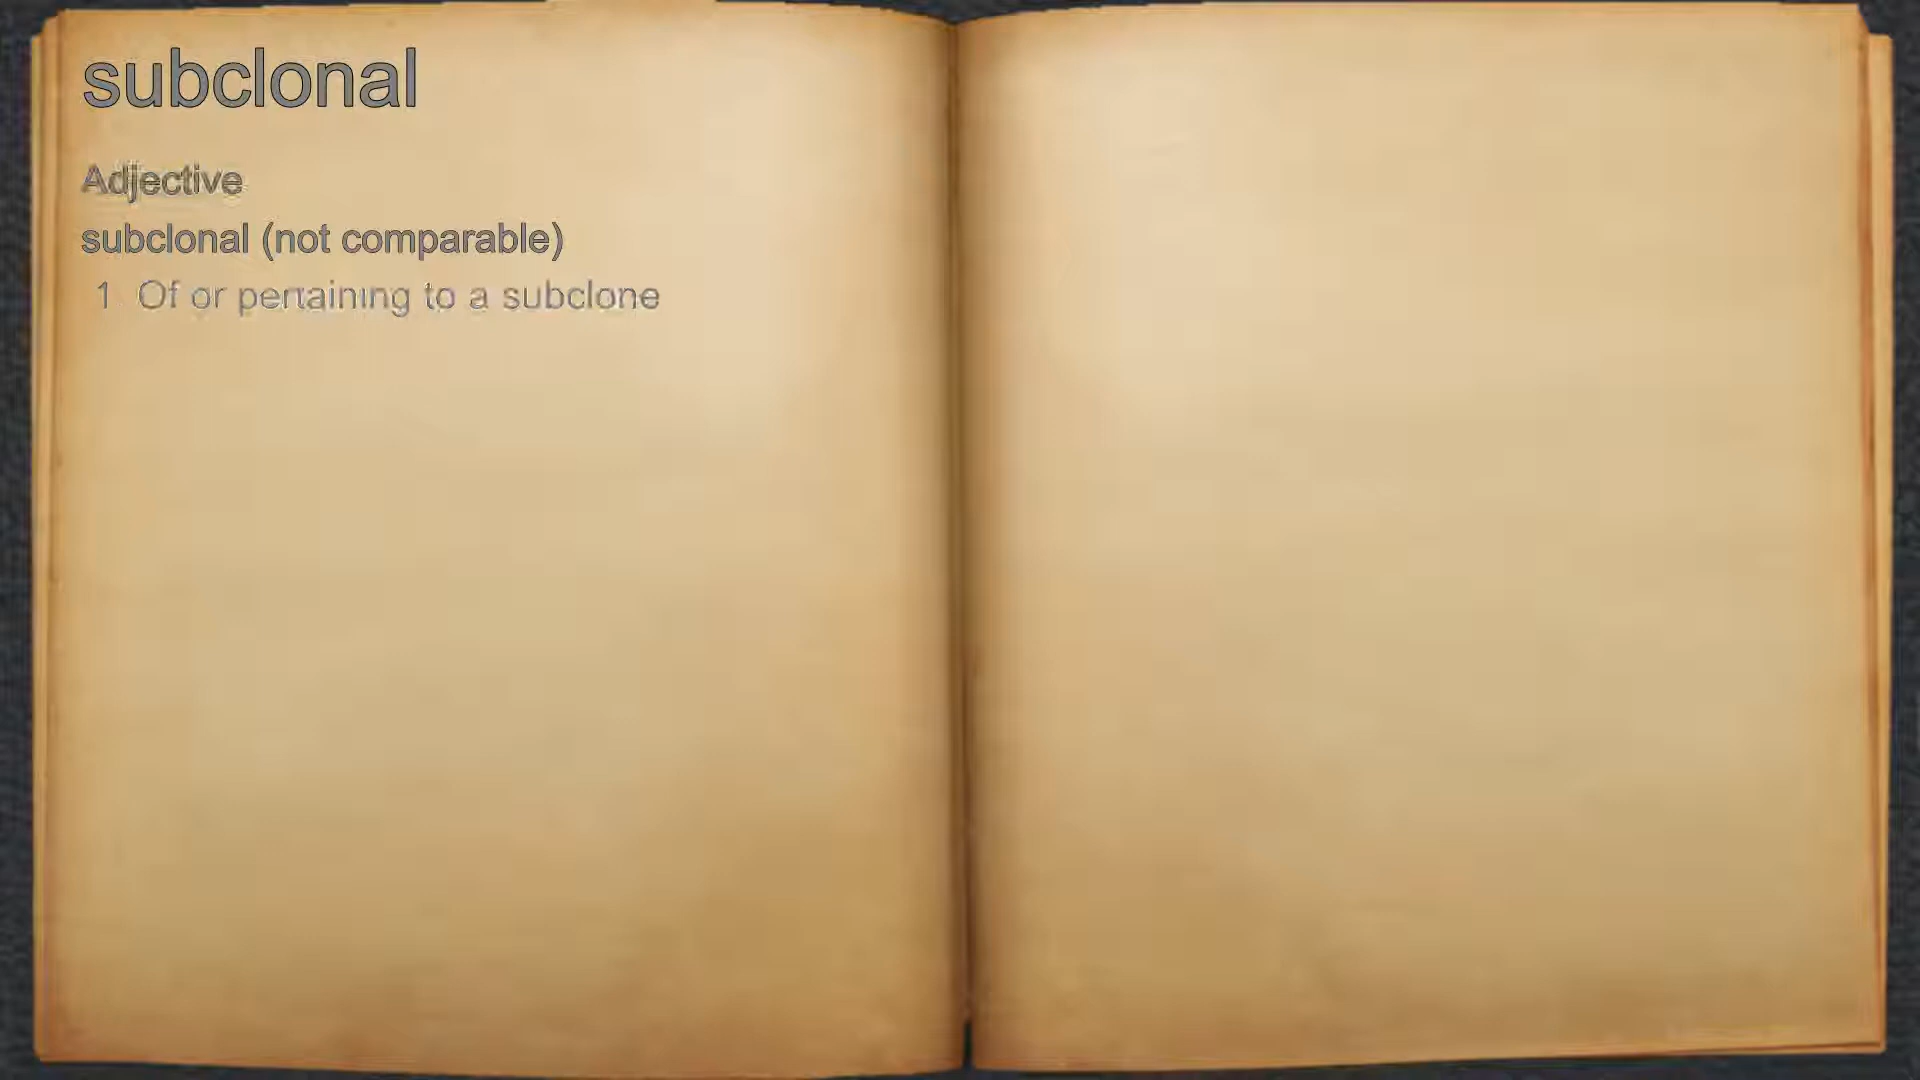 subclonal
Adjective
subclonal (not comparable)
1 Of or pertaining to a subclone